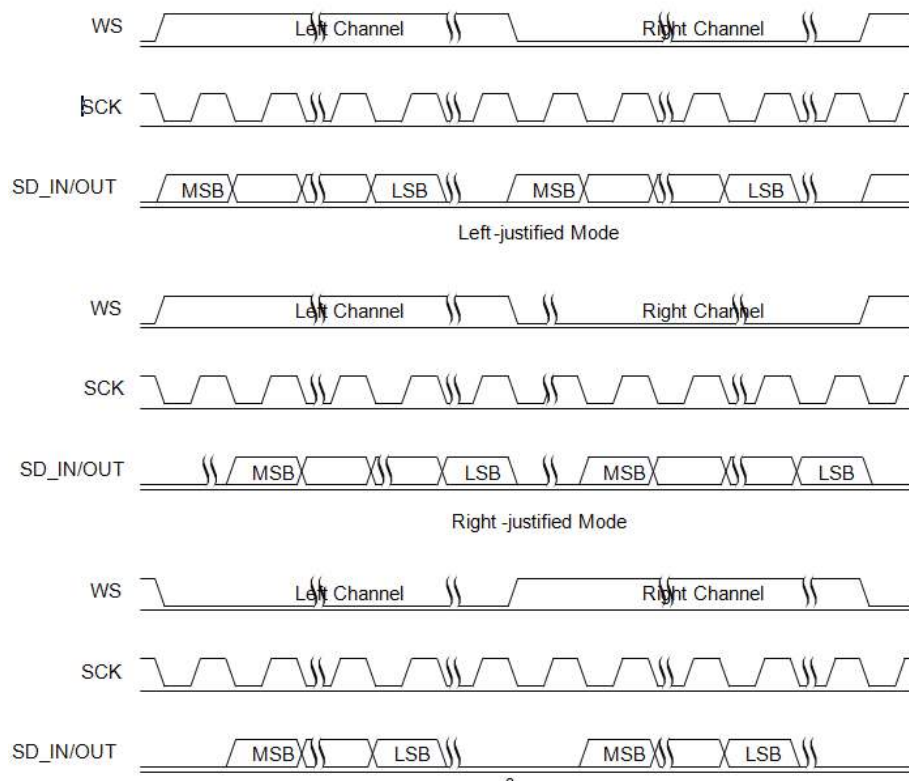 WS Left Channel Right Channel
SCK
SD_IN/OUT MSB LSB MSB LSB
Left-justified Mode
WS Left Channel Right Channel
SCK
SD_IN/OUT MSB LSB MSB LSB
Right -justified Mode
WS Left Channel Right Channel
SCK
SD_IN/OUT MSB LSB MSB LSB